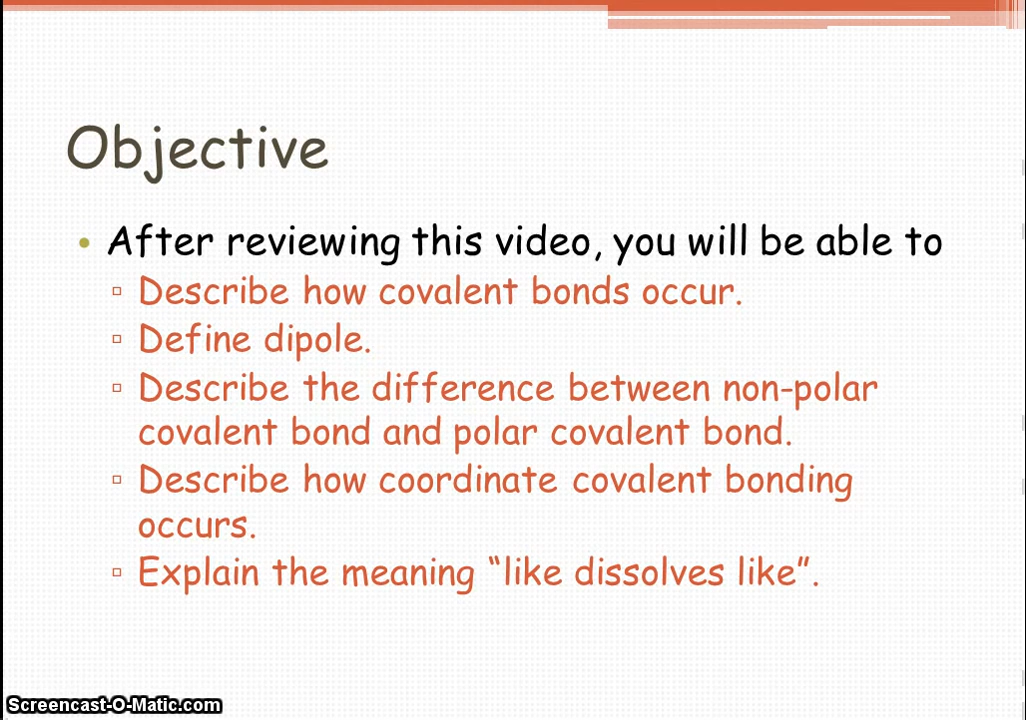 Objective
• After reviewing this video, you will be able to
▫ Describe how covalent bonds occur.
▫ Define dipole.
▫ Describe the difference between non-polar
covalent bond and polar covalent bond.
▫ Describe how coordinate covalent bonding
occurs.
▫ Explain the meaning “like dissolves like”.
Screencast-O-Matic.com